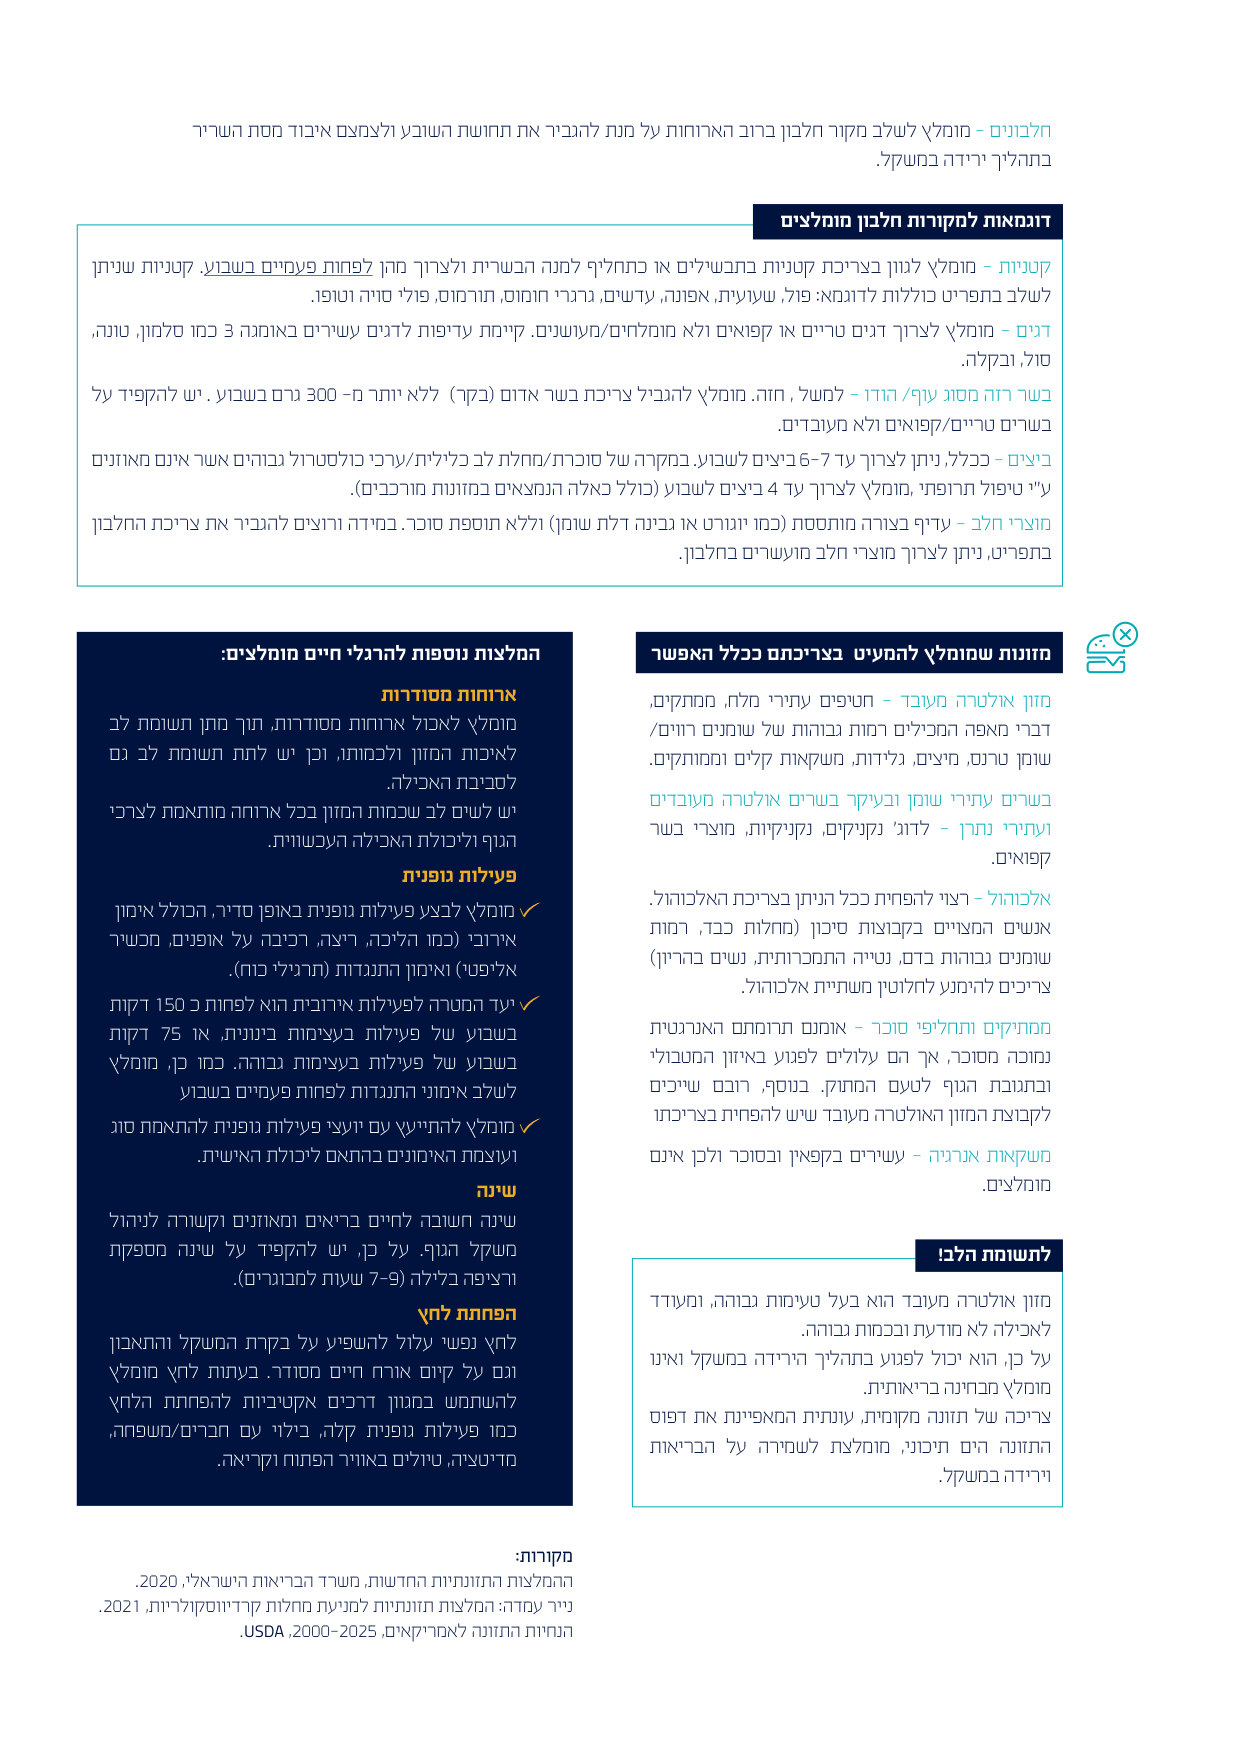 חלבונים - מומלץ לשלב מקור חלבון ברוב הארוחות על מנת להגביר את תחושת השובע ולצמצם איבוד מסת השריר
בתהליך ירידה במשקל.
דוגמאות למקורות חלבון מומלצים
קטניות - מומלץ לגוון בצריכת קטניות בתבשילים או כתחליף למנה הבשרית ולצרוך מהן לפחות פעמיים בשבוע. קטניות שניתן
לשלב בתפריט כוללות לדוגמא: פול, שעועית, אפונה, עדשים, גרגרי חומוס, תורמוס, פולי סויה וטופו.
דגים - מומלץ לצרוך דגים טריים או קפואים ולא מומלחים/מעושנים. קיימת עדיפות לדגים עשירים באומגה 3 כמו סלמון, טונה,
סול, ובקלה.
בשר רזה מסוג עוף/ הודו - למשל , חזה. מומלץ להגביל צריכת בשר אדום (בקר) ללא יותר מ- 300 גרם בשבוע . יש להקפיד על
בשרים טריים/קפואים ולא מעובדים.
ביצים - ככלל, ניתן לצרוך עד 6-7 ביצים לשבוע. במקרה של סוכרת/מחלת לב כלילית/ערכי כולסטרול גבוהים אשר אינם מאוזנים
ע"י טיפול תרופתי ,מומלץ לצרוך עד 4 ביצים לשבוע (כולל כאלה הנמצאים במזונות מורכבים).
מוצרי חלב - עדיף בצורה מותססת (כמו יוגורט או גבינה דלת שומן) וללא תוספת סוכר. במידה ורוצים להגביר את צריכת החלבון
בתפריט, ניתן לצרוך מוצרי חלב מועשרים בחלבון.
מזונות שמומלץ להמעיט בצריכתם ככלל האפשר
מזון אולטרה מעובד - חטיפים עתירי מלח, ממתקים,
דברי מאפה המכילים רמות גבוהות של שומנים רווים/
שומן טרנס, מיצים, גלידות, משקאות קלים וממותקים.
בשרים עתירי שומן ובעיקר בשרים אולטרה מעובדים
ועתירי נתרן - לדוג' נקניקים, נקניקיות, מוצרי בשר
קפואים.
אלכוהול - רצוי להפחית ככל הניתן בצריכת האלכוהול.
אנשים המצויים בקבוצות סיכון (מחלות כבד, רמות
שומנים גבוהות בדם, נטייה התמכרותית, נשים בהריון)
צריכים להימנע לחלוטין משתיית אלכוהול.
ממתיקים ותחליפי סוכר - אומנם תרומתם האנרגטית
נמוכה מסוכר, אך הם עלולים לפגוע באיזון המטבולי
ובתגובת הגוף לטעם המתוק. בנוסף, רובם שייכים
לקבוצת המזון האולטרה מעובד שיש להפחית בצריכתו
משקאות אנרגיה - עשירים בקפאין ובסוכר ולכן אינם
מומלצים.
לתשומת הלב!
מזון אולטרה מעובד הוא בעל טעימות גבוהה, ומעודד
לאכילה לא מודעת ובכמות גבוהה.
על כן, הוא יכול לפגוע בתהליך הירידה במשקל ואינו
מומלץ מבחינה בריאותית.
צריכה של תזונה מקומית, עונתית המאפיינת את דפוס
התזונה הים תיכוני, מומלצת לשמירה על הבריאות
וירידה במשקל.
המלצות נוספות להרגלי חיים מומלצים:
ארוחות מסודרות
מומלץ לאכול ארוחות מסודרות, תוך מתן תשומת לב
לאיכות המזון ולכמותו, וכן יש לתת תשומת לב גם
לסביבת האכילה.
יש לשים לב שכמות המזון בכל ארוחה מותאמת לצרכי
הגוף וליכולת האכילה העכשווית.
פעילות גופנית
מומלץ לבצע פעילות גופנית באופן סדיר, הכולל אימון
אירובי (כמו הליכה, ריצה, רכיבה על אופנים, מכשיר
אליפטי) ואימון התנגדות (תרגילי כוח).
יעד המטרה לפעילות אירובית הוא לפחות כ 150 דקות
בשבוע של פעילות בעצימות בינונית, או 75 דקות
בשבוע של פעילות בעצימות גבוהה. כמו כן, מומלץ
לשלב אימוני התנגדות לפחות פעמיים בשבוע
מומלץ להתייעץ עם יועצי פעילות גופנית להתאמת סוג
ועוצמת האימונים בהתאם ליכולת האישית.
שינה
שינה חשובה לחיים בריאים ומאוזנים וקשורה לניהול
משקל הגוף. על כן, יש להקפיד על שינה מספקת
ורציפה בלילה (7-9 שעות למבוגרים).
הפחתת לחץ
לחץ נפשי עלול להשפיע על בקרת המשקל והתאבון
וגם על קיום אורח חיים מסודר. בעתות לחץ מומלץ
להשתמש במגוון דרכים אקטיביות להפחתת הלחץ
כמו פעילות גופנית קלה, בילוי עם חברים/משפחה,
מדיטציה, טיולים באוויר הפתוח וקריאה.
מקורות:
ההמלצות התזונתיות החדשות, משרד הבריאות הישראלי, 2020.
נייר עמדה: המלצות תזונתיות למניעת מחלות קרדיווסקולריות, 2021.
הנחיות התזונה לאמריקאים, 2000-2025, USDA.